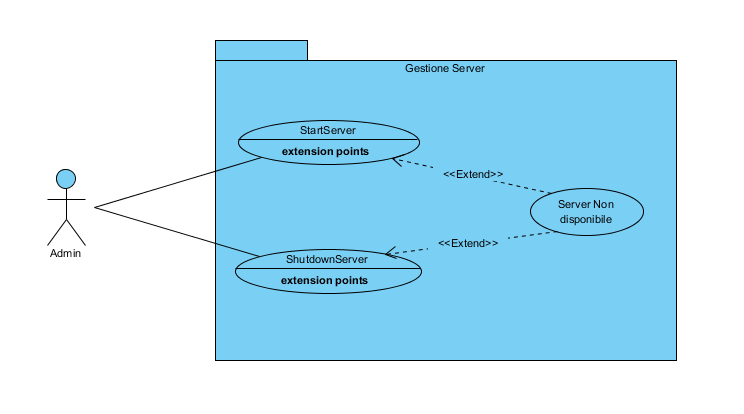 Gestione Server
StartServer
extension points
<<Extend>>
Server Non
disponibile
<<Extend>>
Admin
ShutdownServer
extension points